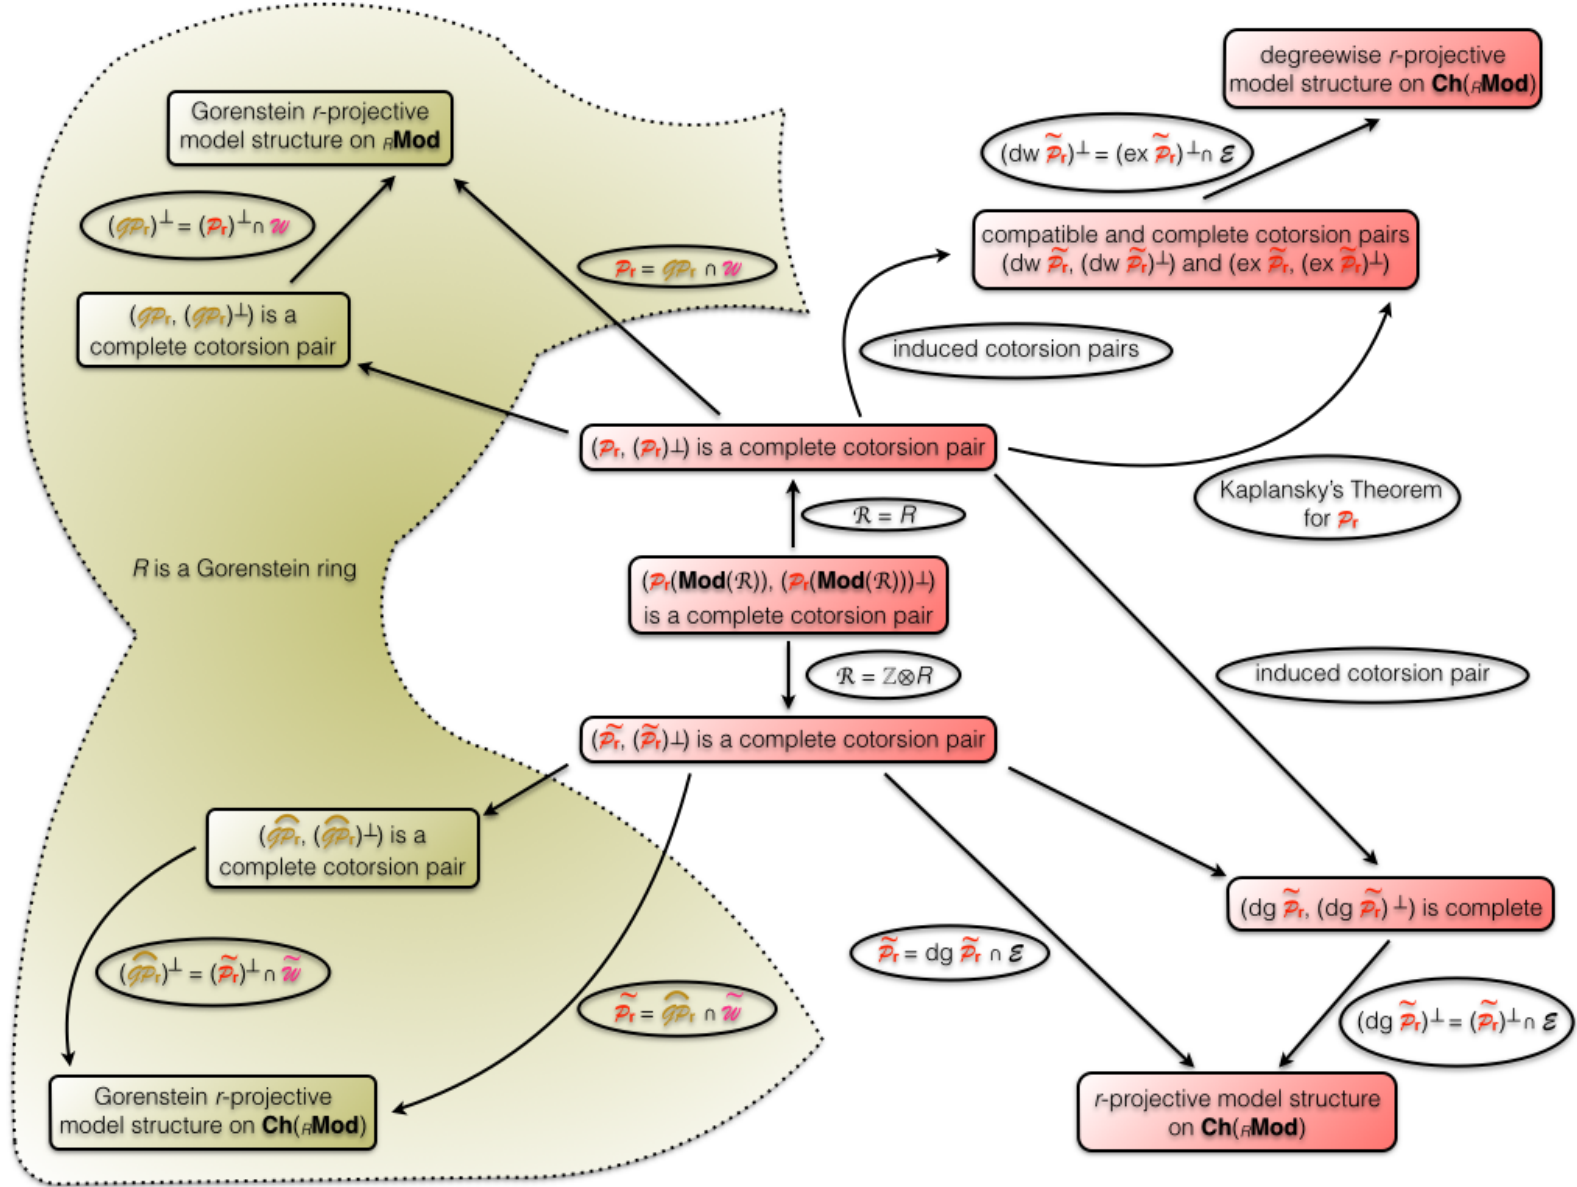 degreewise r-projective
model structure on Ch(RMod)
Gorenstein r-projective
model structure on RMod
(dw 𝒫̃r)⊥ = (ex 𝒫̃r)⊥ ∩ ℰ
(𝒢𝒫r)⊥ = (𝒫r)⊥ ∩ 𝒲
compatible and complete cotorsion pairs
(dw 𝒫̃r, (dw 𝒫̃r)⊥) and (ex 𝒫̃r, (ex 𝒫̃r)⊥)
𝒫r = 𝒢𝒫r ∩ 𝒲
(𝒢𝒫r, (𝒢𝒫r)⊥) is a
complete cotorsion pair
induced cotorsion pairs
(𝒫r, (𝒫r)⊥) is a complete cotorsion pair
Kaplansky's Theorem
for 𝒫r
ℛ = R
R is a Gorenstein ring
(𝒫r(Mod(ℛ)), (𝒫r(Mod(ℛ)))⊥)
is a complete cotorsion pair
ℛ = ℤ⊗R
induced cotorsion pair
(𝒫̃r, (𝒫̃r)⊥) is a complete cotorsion pair
(𝒢𝒫̂r, (𝒢𝒫̂r)⊥) is a
complete cotorsion pair
(dg 𝒫̃r, (dg 𝒫̃r)⊥) is complete
𝒫̃r = dg 𝒫̃r ∩ ℰ
(𝒢𝒫̂r)⊥ = (𝒫̃r)⊥ ∩ 𝒲̃
𝒫̃r = 𝒢𝒫̂r ∩ 𝒲̃
(dg 𝒫̃r)⊥ = (𝒫̃r)⊥ ∩ ℰ
Gorenstein r-projective
model structure on Ch(RMod)
r-projective model structure
on Ch(RMod)